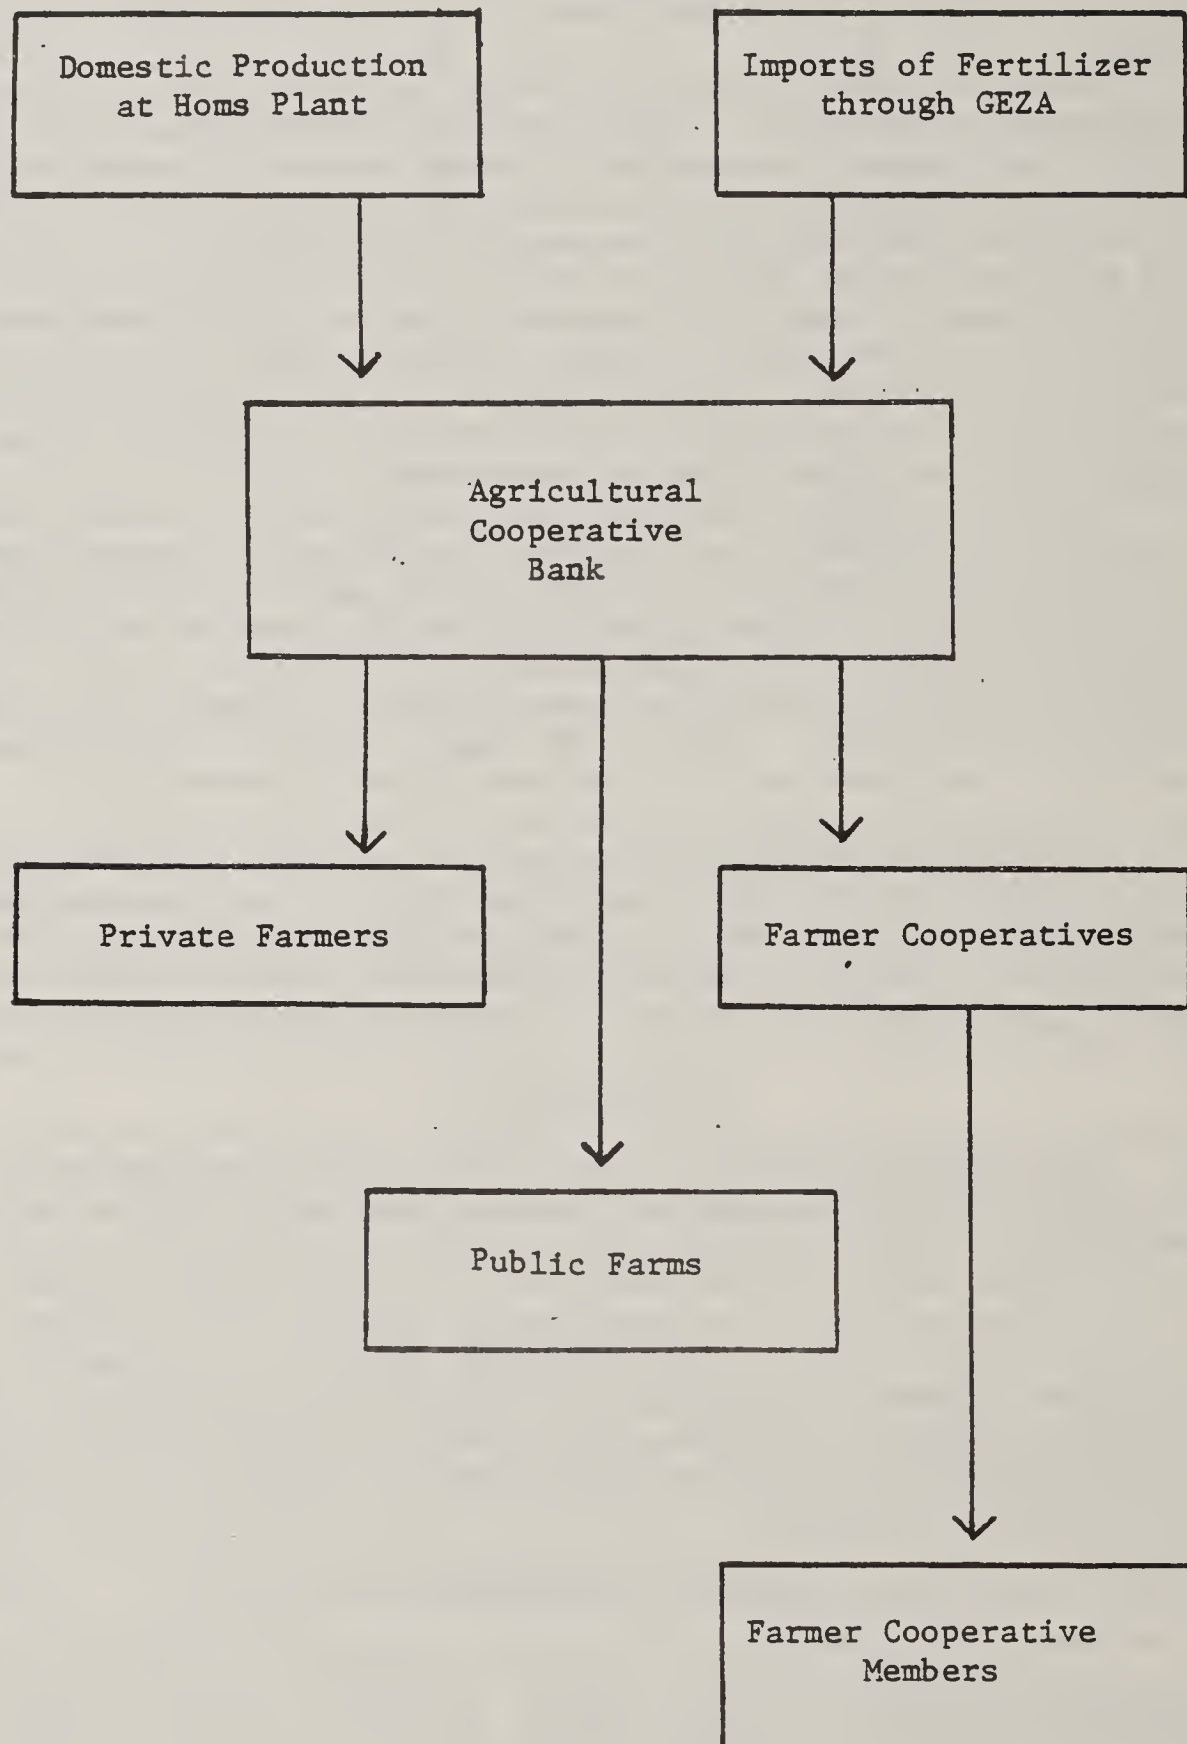 Domestic Production
at Homs Plant
Imports of Fertilizer
through GEZA
Agricultural
Cooperative
Bank
Private Farmers
Farmer Cooperatives
Public Farms
Farmer Cooperative
Members